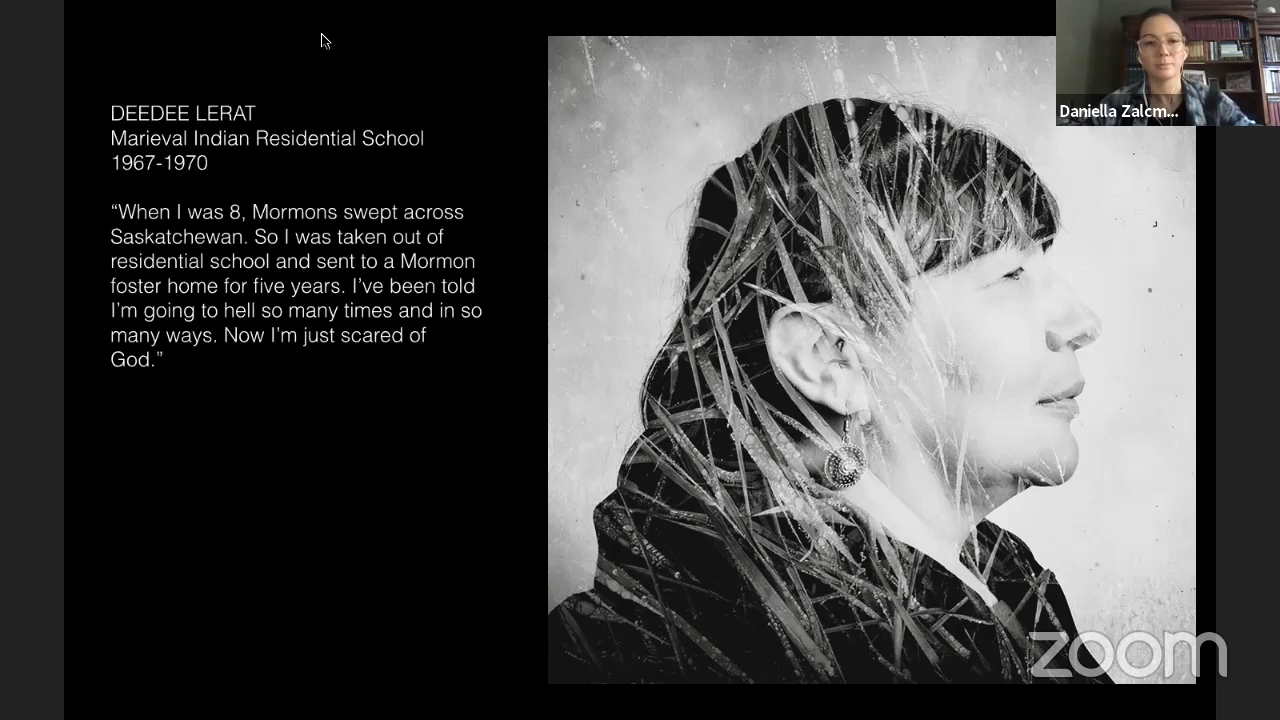 DEEDEE LERAT
Marieval Indian Residential School
1967-1970
“When I was 8, Mormons swept across
Saskatchewan. So I was taken out of
residential school and sent to a Mormon
foster home for five years. I’ve been told
I’m going to hell so many times and in so
many ways. Now I’m just scared of
God.”
Daniella Zalcm...
zoom